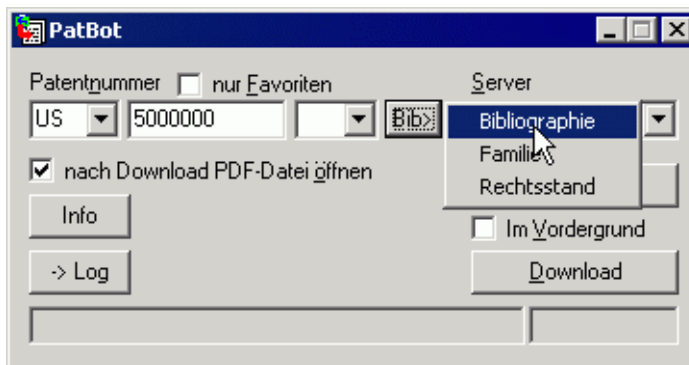 PatBot
Patentnummer nur Favoriten Server
US 5000000 Bib> Bibliographie
Familie
nach Download PDF-Datei öffnen
Rechtsstand
Info
Im Vordergrund
-> Log Download